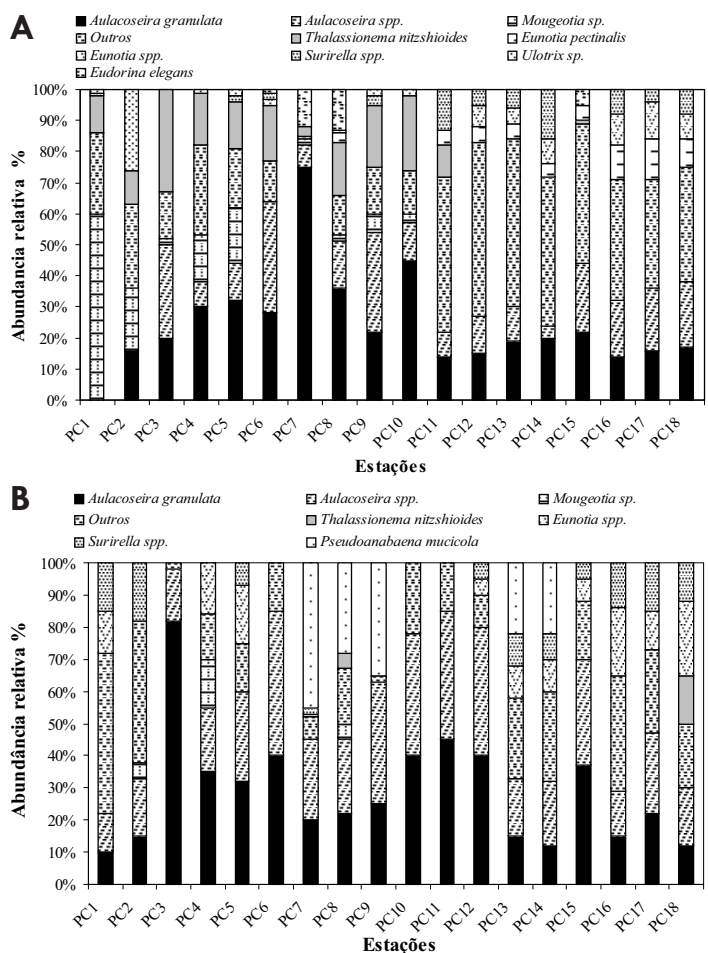 A
Aulacoseira granulata Aulacoseira spp. Mougeotia sp.
Outros Thalassionema nitzshioides Eunotia pectinalis
Eunotia spp. Surirella spp. Ulotrix sp.
Eudorina elegans
Abundancia relativa %
100%
90%
80%
70%
60%
50%
40%
30%
20%
10%
0%
PC1 PC2 PC3 PC4 PC5 PC6 PC7 PC8 PC9 PC10 PC11 PC12 PC13 PC14 PC15 PC16 PC17 PC18
Estações
B
Aulacoseira granulata Aulacoseira spp. Mougeotia sp.
Outros Thalassionema nitzshioides Eunotia spp.
Surirella spp. Pseudoanabaena mucicola
Abundância relativa %
100%
90%
80%
70%
60%
50%
40%
30%
20%
10%
0%
PC1 PC2 PC3 PC4 PC5 PC6 PC7 PC8 PC9 PC10 PC11 PC12 PC13 PC14 PC15 PC16 PC17 PC18
Estações